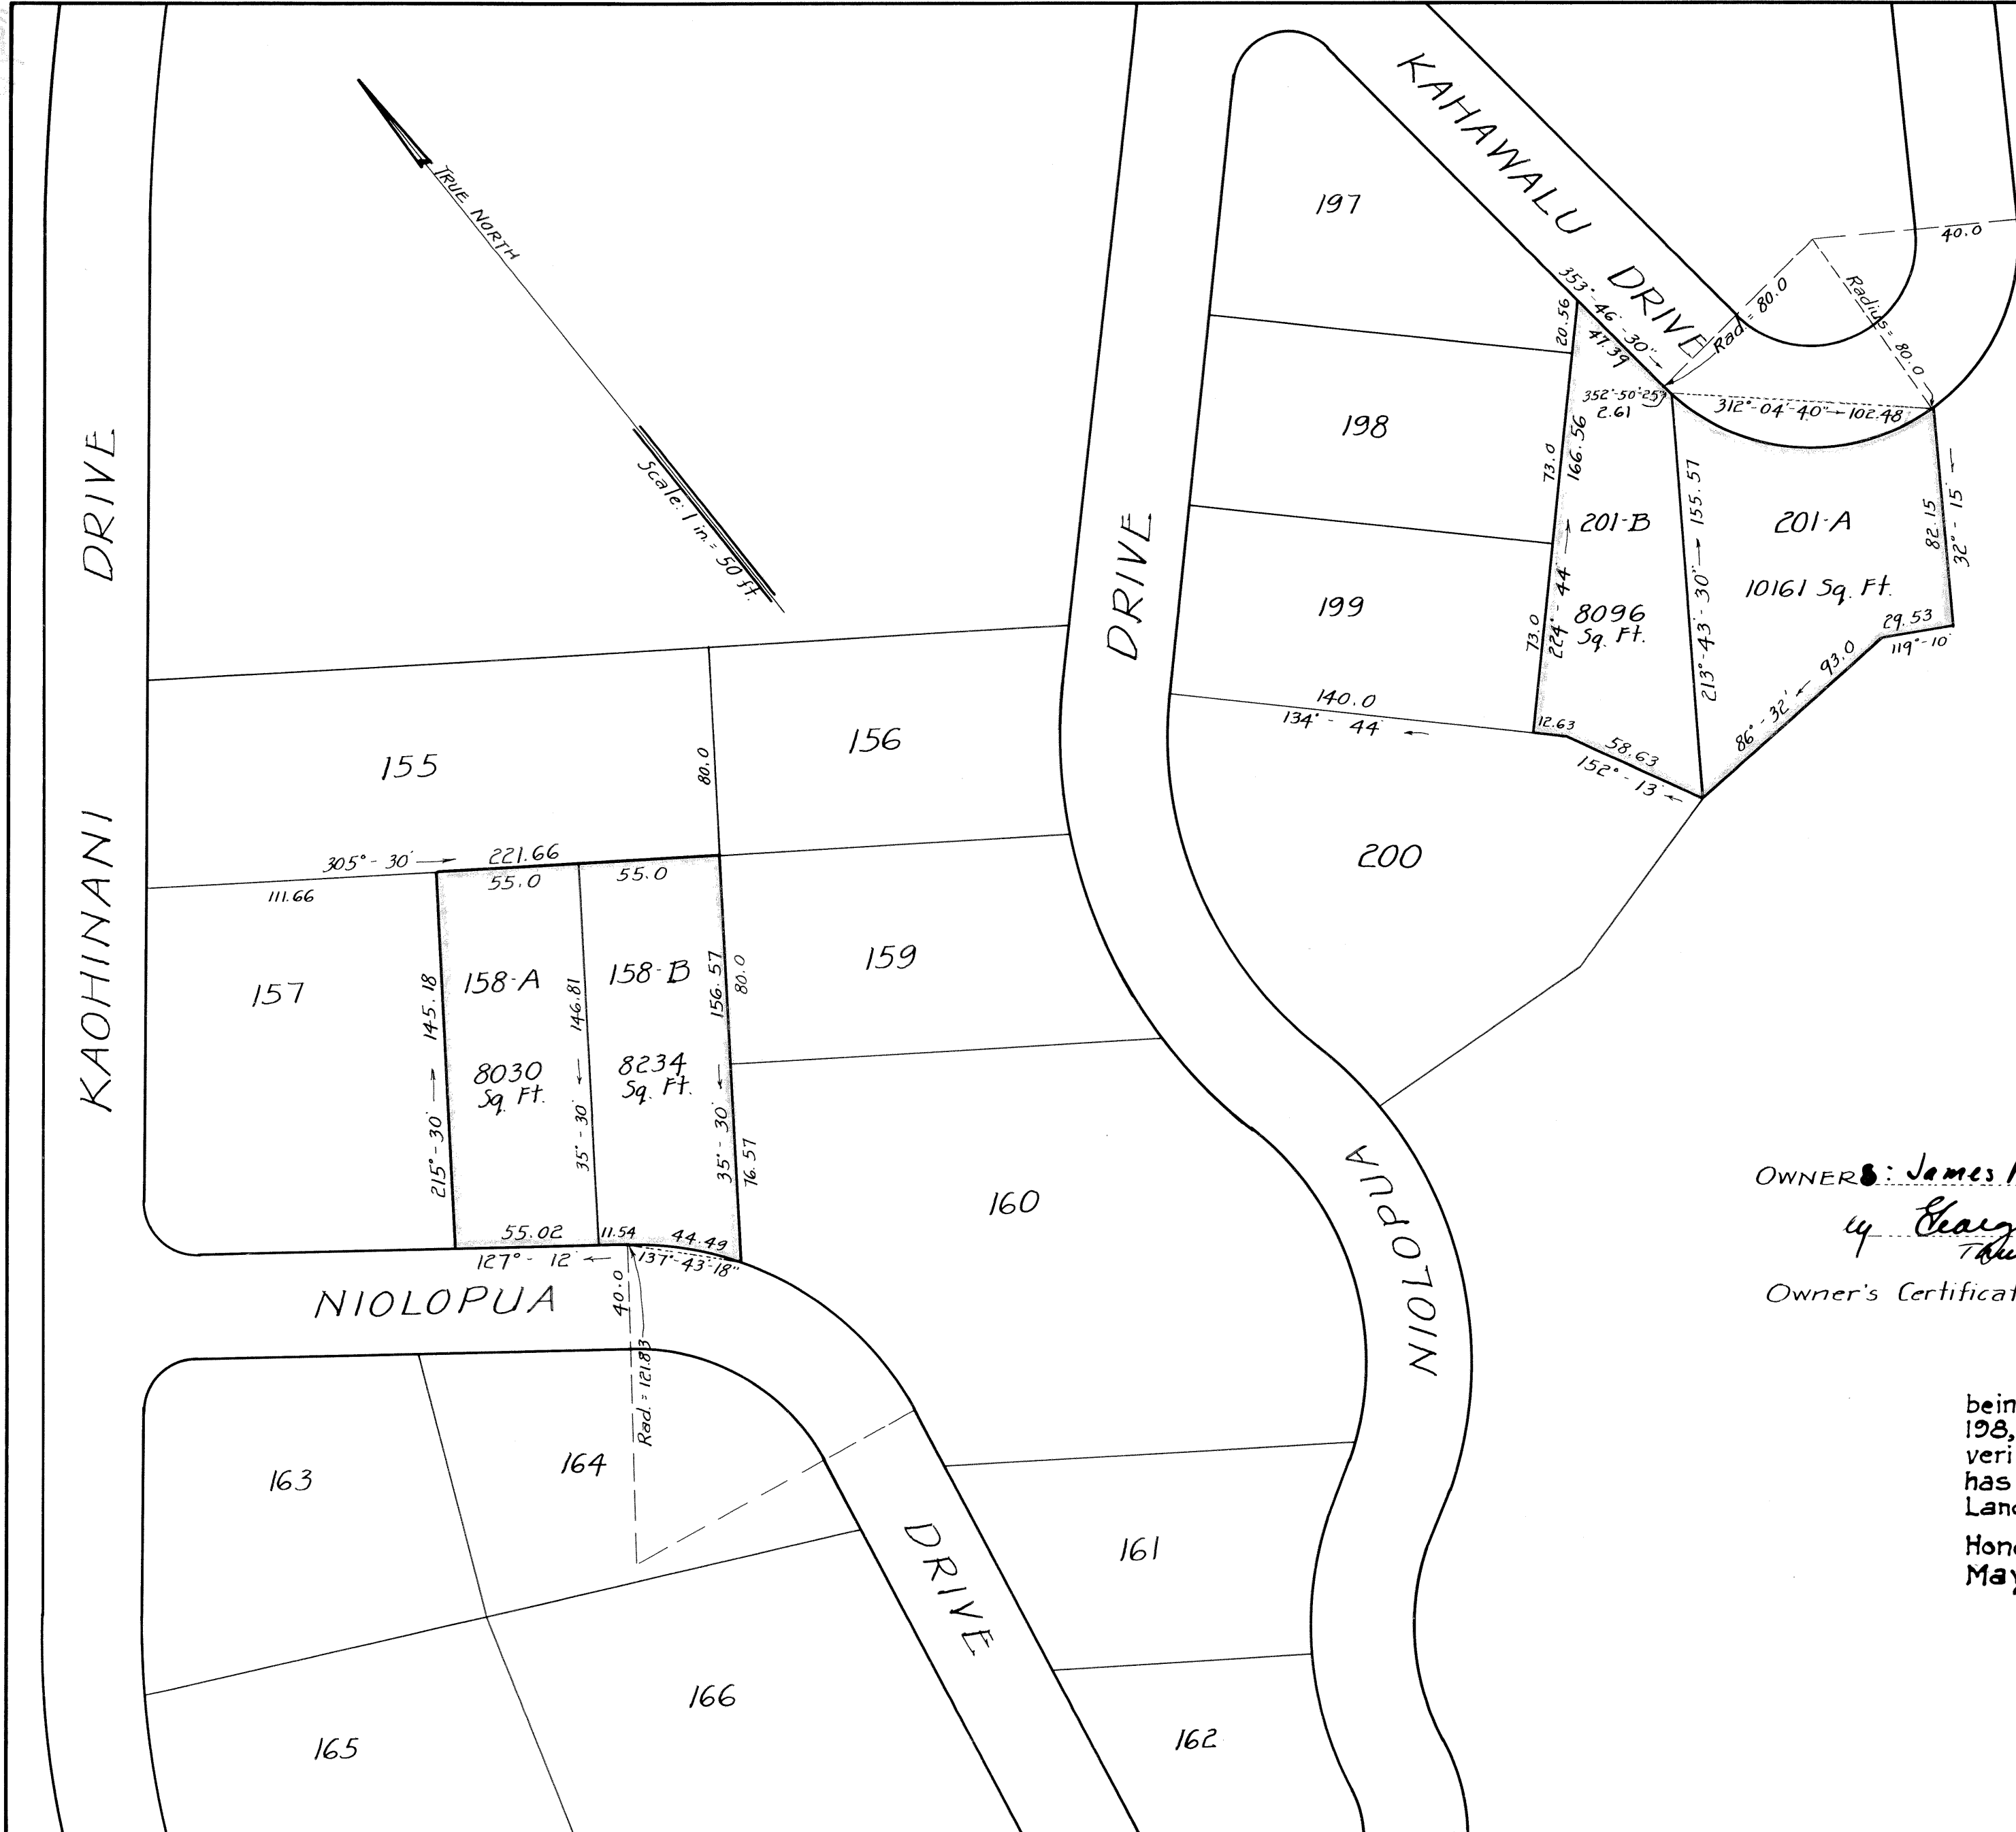 KAHAWALU DRIVE
TRUE NORTH
197
40.0
Rad. = 80.0
Radius = 80.0
353°-46'-30"
47.39
20.56
352°-50'-25"
2.61
312°-04'-40" 102.48
198
73.0
166.56
155.57
82.15
32°-15'
Scale: 1 in. = 50 ft.
KAOHINANI DRIVE
DRIVE
201-B
201-A
199
8096
Sq. Ft.
10161 Sq. Ft.
73.0
224°-44'
213°-43'-30"
29.53
119°-10'
93.0
86°-32'
140.0
134°-44'
12.63
58.63
152°-13'
155
80.0
156
200
305°-30'
221.66
111.66
55.0
55.0
157
158-A
158-B
159
145.18
146.81
156.57
80.0
8030
Sq. Ft.
8234
Sq. Ft.
215°-30'
35°-30'
35°-30'
76.57
160
NIOLOPUA
OWNERS: James
by
Owner's Certificat
55.02
11.54
44.49
127°-12'
137°-43'-18"
NIOLOPUA
40.0
Rad. = 121.83
bein
198,
veri
has
Land
Hono
May
163
164
DRIVE
161
165
166
162